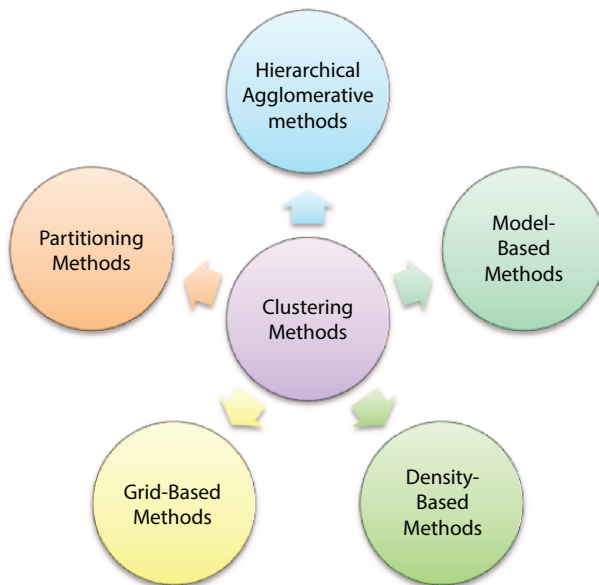 Hierarchical
Agglomerative
methods
Partitioning
Methods
Model-
Based
Methods
Clustering
Methods
Grid-Based
Methods
Density-
Based
Methods